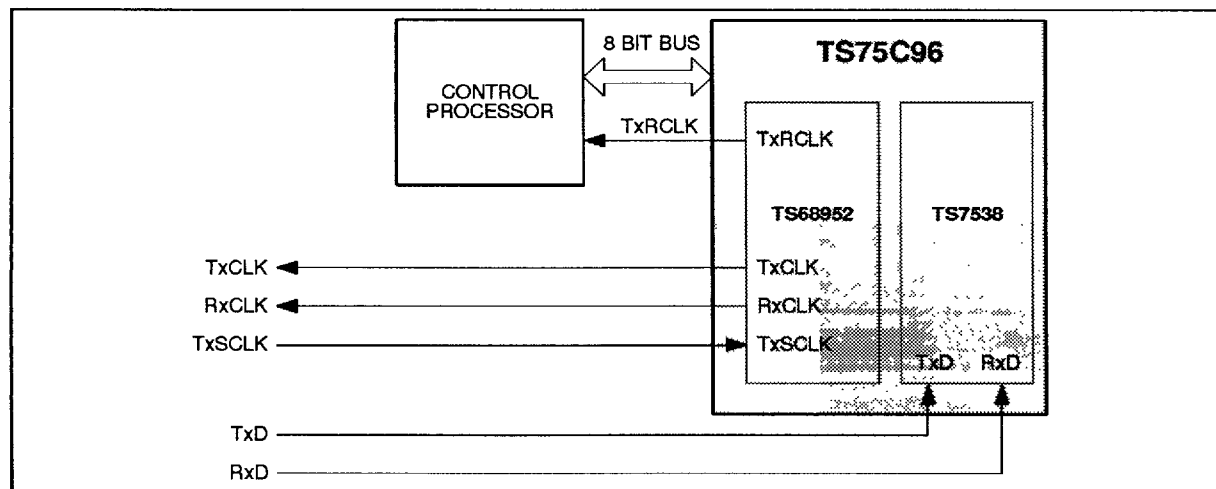 8 BIT BUS
TS75C96
CONTROL
PROCESSOR
TxRCLK
TxRCLK
TS68952
TS7538
TxCLK
TxCLK
RxCLK
RxCLK
TxSCLK
TxSCLK
TxD
RxD
TxD
RxD